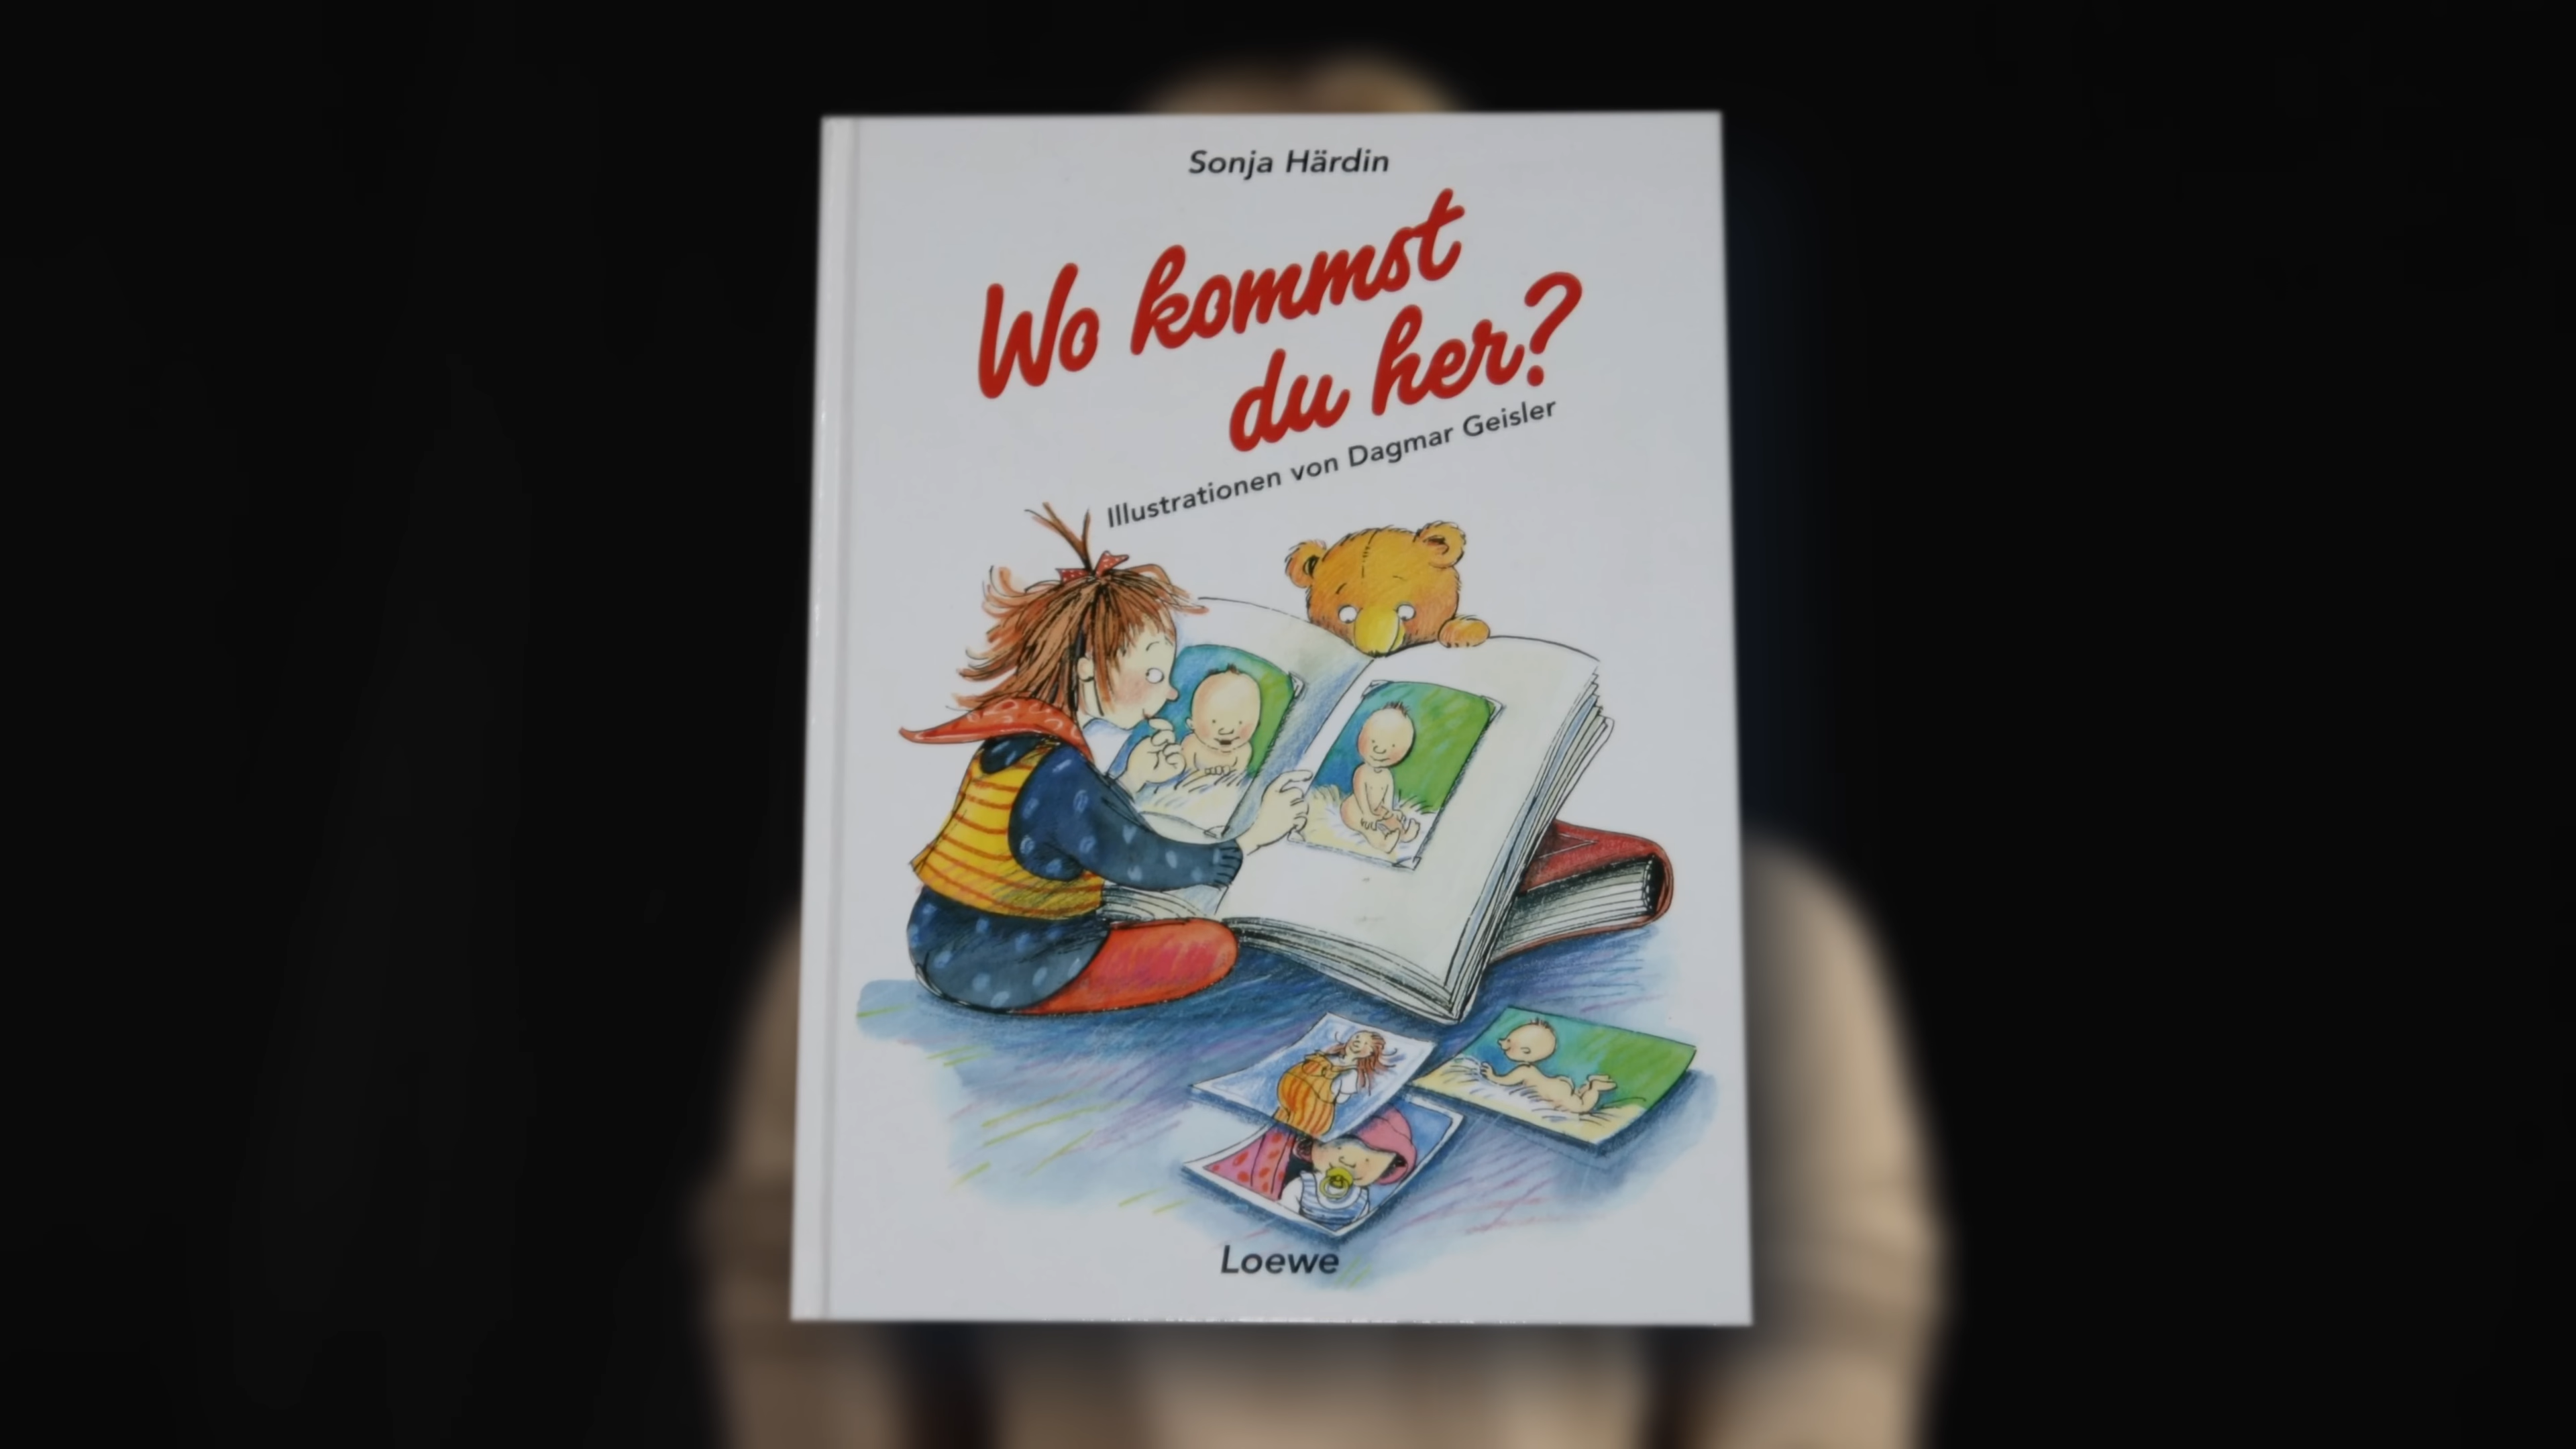 Sonja Härdin
Wo kommst
du her?
Illustrationen von Dagmar Geisler
Loewe